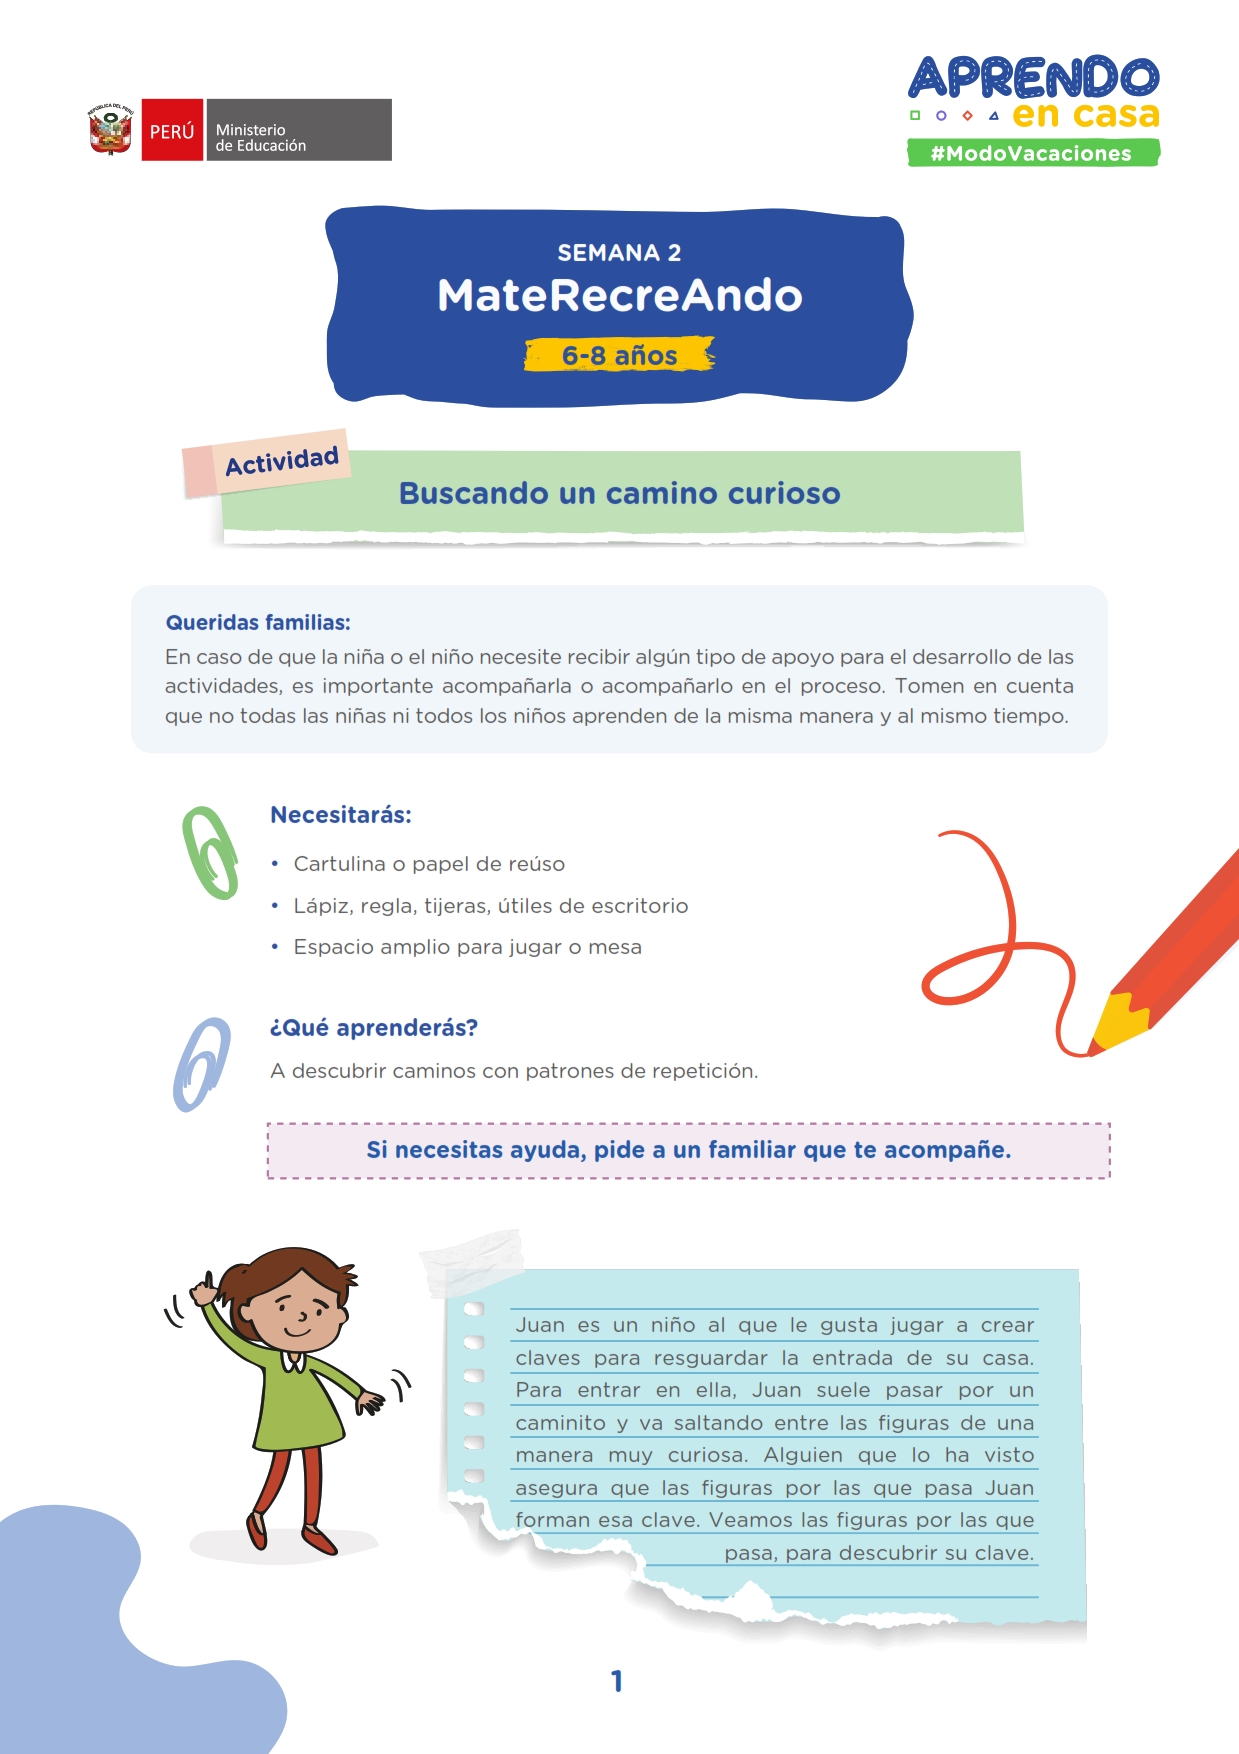 REPÚBLICA DEL PERÚ
PERÚ
Ministerio
de Educación
APRENDO
en casa
#ModoVacaciones
SEMANA 2
MateRecreAndo
6-8 años
Actividad
Buscando un camino curioso
Queridas familias:
En caso de que la niña o el niño necesite recibir algún tipo de apoyo para el desarrollo de las
actividades, es importante acompañarla o acompañarlo en el proceso. Tomen en cuenta
que no todas las niñas ni todos los niños aprenden de la misma manera y al mismo tiempo.
Necesitarás:
• Cartulina o papel de reúso
• Lápiz, regla, tijeras, útiles de escritorio
• Espacio amplio para jugar o mesa
¿Qué aprenderás?
A descubrir caminos con patrones de repetición.
Si necesitas ayuda, pide a un familiar que te acompañe.
Juan es un niño al que le gusta jugar a crear
claves para resguardar la entrada de su casa.
Para entrar en ella, Juan suele pasar por un
caminito y va saltando entre las figuras de una
manera muy curiosa. Alguien que lo ha visto
asegura que las figuras por las que pasa Juan
forman esa clave. Veamos las figuras por las que
pasa, para descubrir su clave.
1